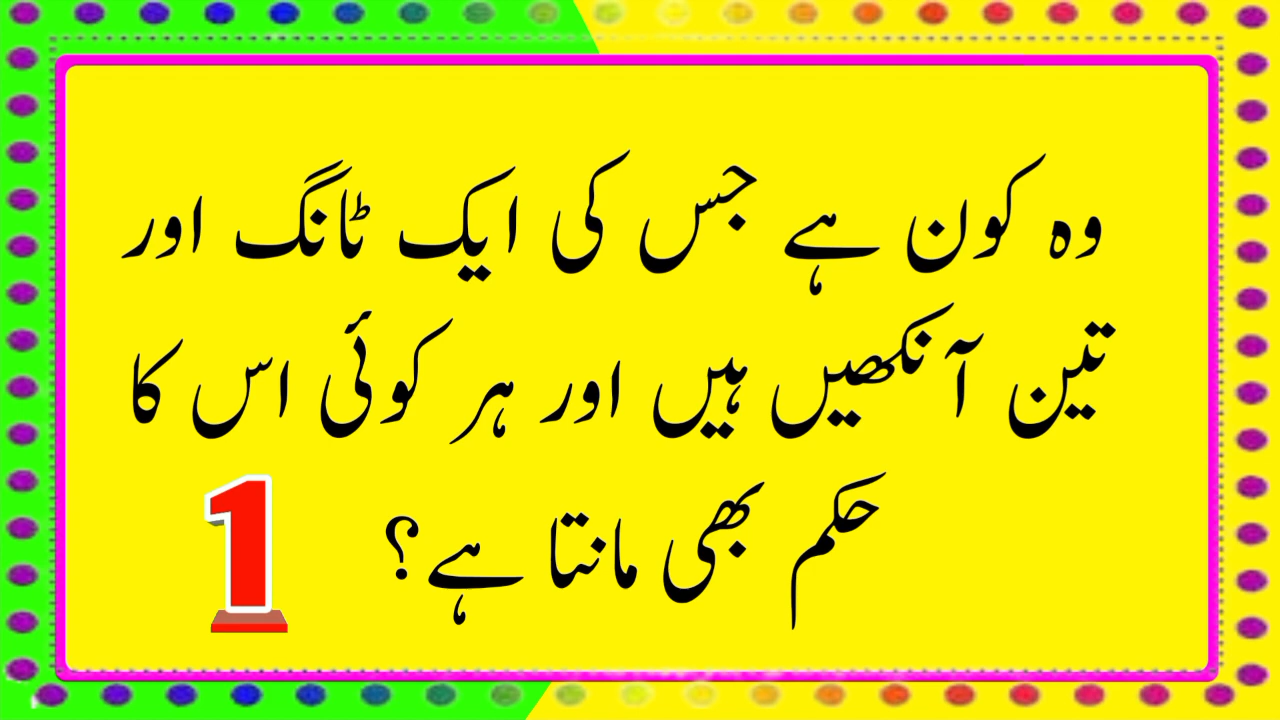 وہ کون ہے جس کی ایک ٹانگ اور
تین آنکھیں ہیں اور ہر کوئی اس کا
حکم بھی مانتا ہے؟
1